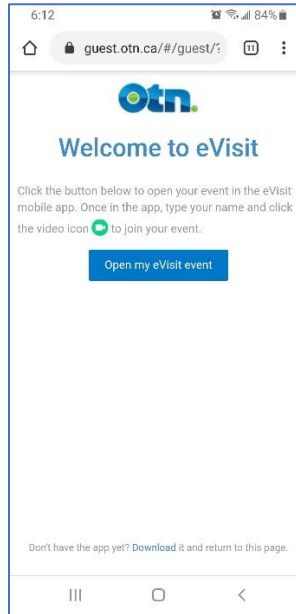 6:12
84%
guest.otn.ca/#/guest/?
11
otn.
Welcome to eVisit
Click the button below to open your event in the eVisit
mobile app. Once in the app, type your name and click
the video icon to join your event.
Open my eVisit event
Don't have the app yet? Download it and return to this page.